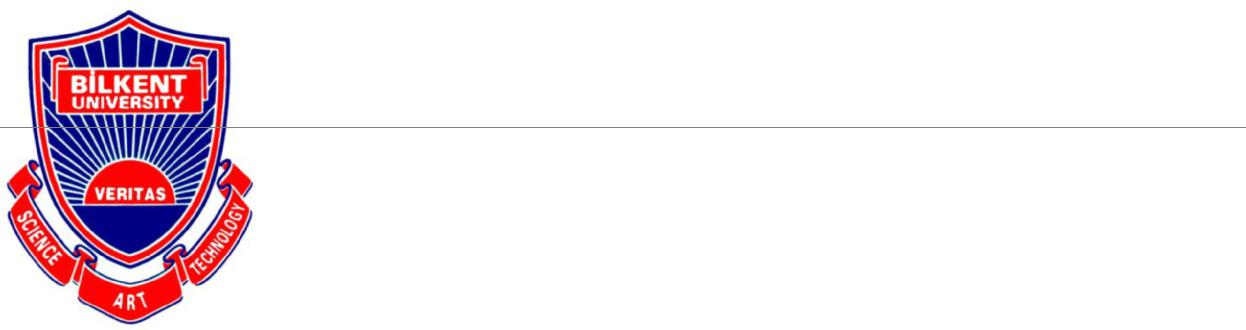 BİLKENT
UNIVERSITY
VERITAS
SCIENCE
ART
TECHNOLOGY